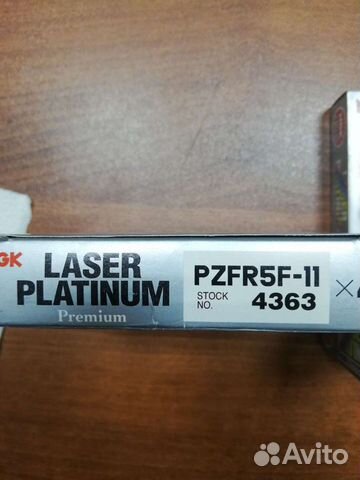 GK
LASER
PLATINUM
Premium
PZFR5F-11
STOCK NO. 4363
×
Avito